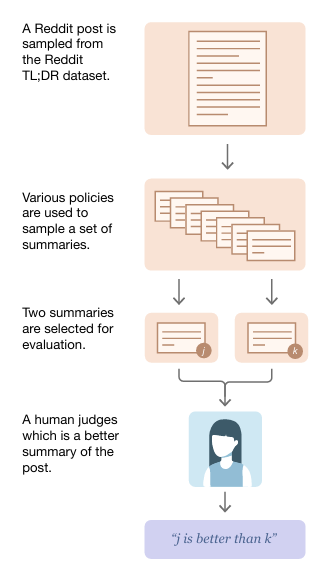 A Reddit post is
sampled from
the Reddit
TL;DR dataset.
Various policies
are used to
sample a set of
summaries.
Two summaries
are selected for
evaluation.
j
k
A human judges
which is a better
summary of the
post.
“j is better than k”